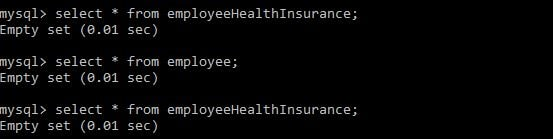 mysql> select * from employeeHealthInsurance;
Empty set (0.01 sec)
mysql> select * from employee;
Empty set (0.01 sec)
mysql> select * from employeeHealthInsurance;
Empty set (0.01 sec)